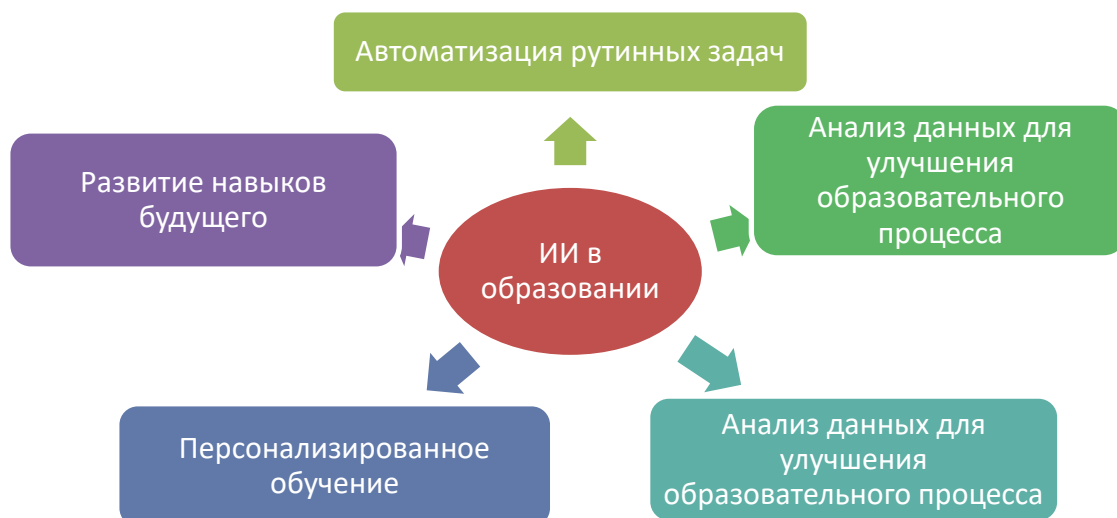 Автоматизация рутинных задач
Анализ данных для
улучшения
образовательного
процесса
Развитие навыков
будущего
ИИ в
образовании
Персонализированное
обучение
Анализ данных для
улучшения
образовательного процесса